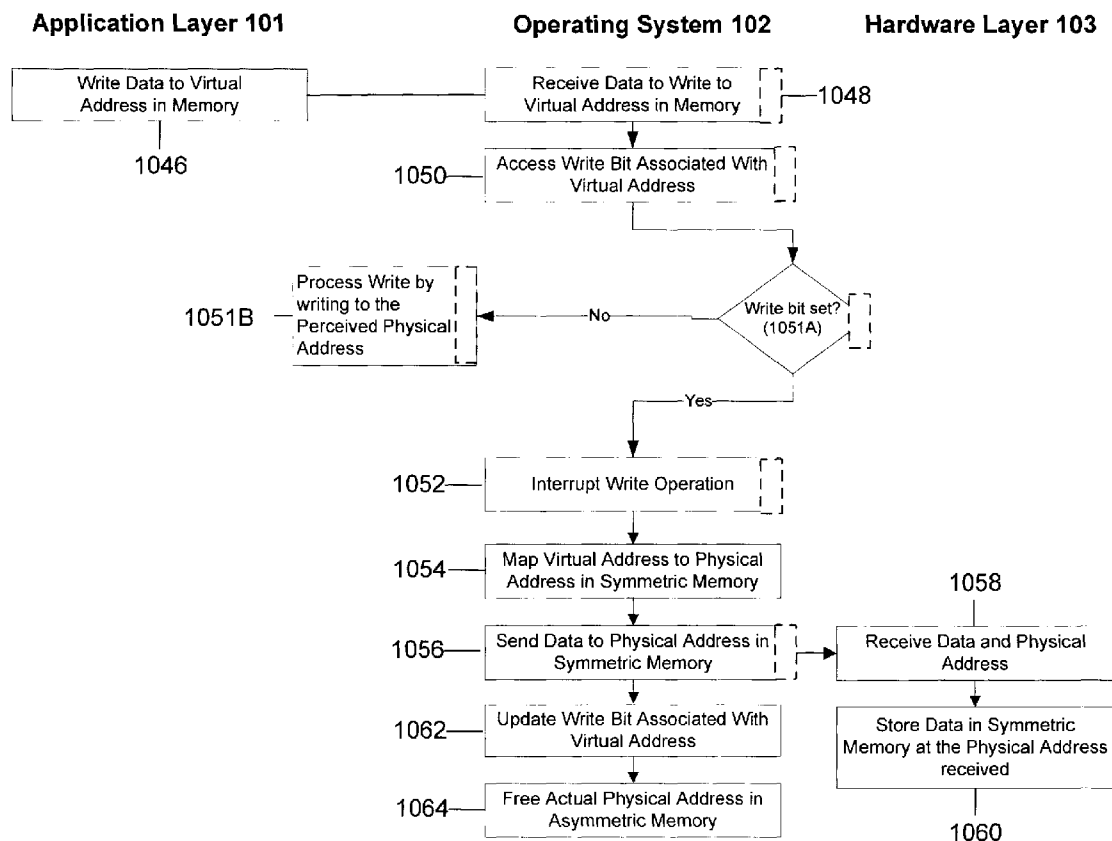 Application Layer 101
Operating System 102
Hardware Layer 103
Write Data to Virtual
Address in Memory
1046
Receive Data to Write to
Virtual Address in Memory
1048
1050
Access Write Bit Associated With
Virtual Address
1051B
Process Write by
writing to the
Perceived Physical
Address
No
Write bit set?
(1051A)
Yes
1052
Interrupt Write Operation
1054
Map Virtual Address to Physical
Address in Symmetric Memory
1056
Send Data to Physical Address in
Symmetric Memory
1058
Receive Data and Physical
Address
1062
Update Write Bit Associated With
Virtual Address
Store Data in Symmetric
Memory at the Physical Address
received
1060
1064
Free Actual Physical Address in
Asymmetric Memory